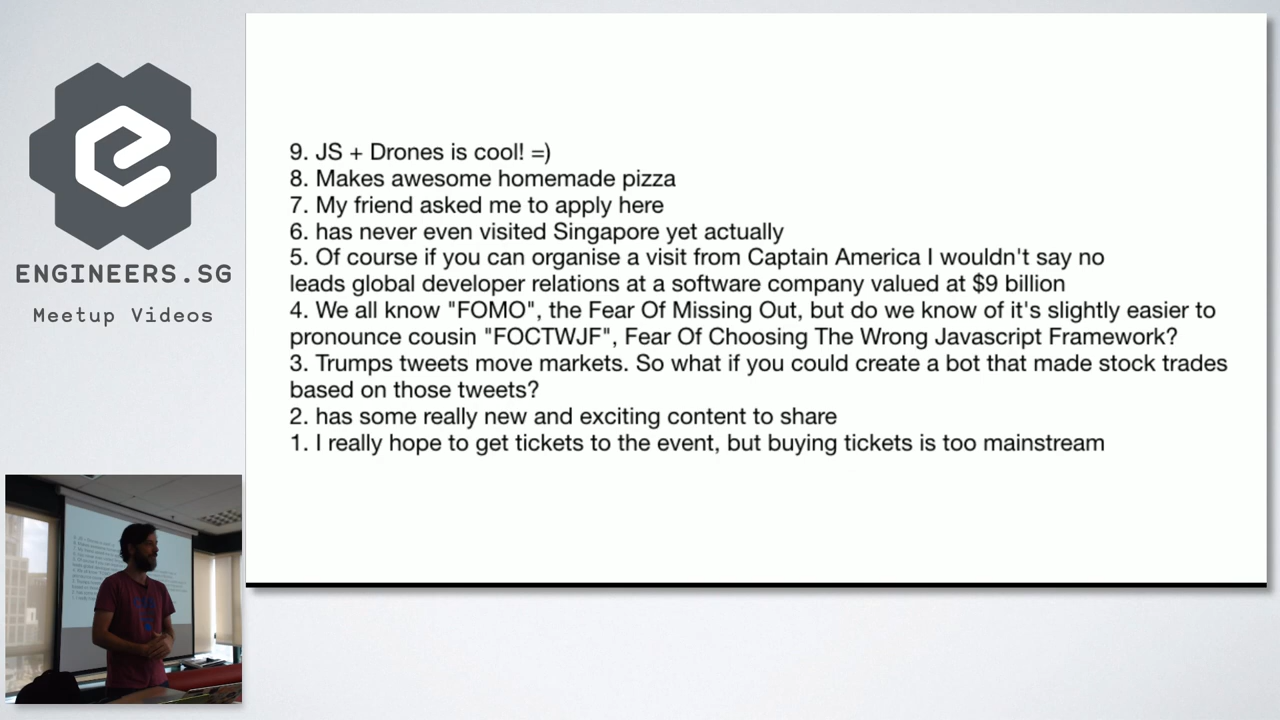 ENGINEERS.SG
Meetup Videos
9. JS + Drones is cool! =)
8. Makes awesome homemade pizza
7. My friend asked me to apply here
6. has never even visited Singapore yet actually
5. Of course if you can organise a visit from Captain America I wouldn't say no
leads global developer relations at a software company valued at $9 billion
4. We all know "FOMO", the Fear Of Missing Out, but do we know of it's slightly easier to
pronounce cousin "FOCTWJF", Fear Of Choosing The Wrong Javascript Framework?
3. Trumps tweets move markets. So what if you could create a bot that made stock trades
based on those tweets?
2. has some really new and exciting content to share
1. I really hope to get tickets to the event, but buying tickets is too mainstream